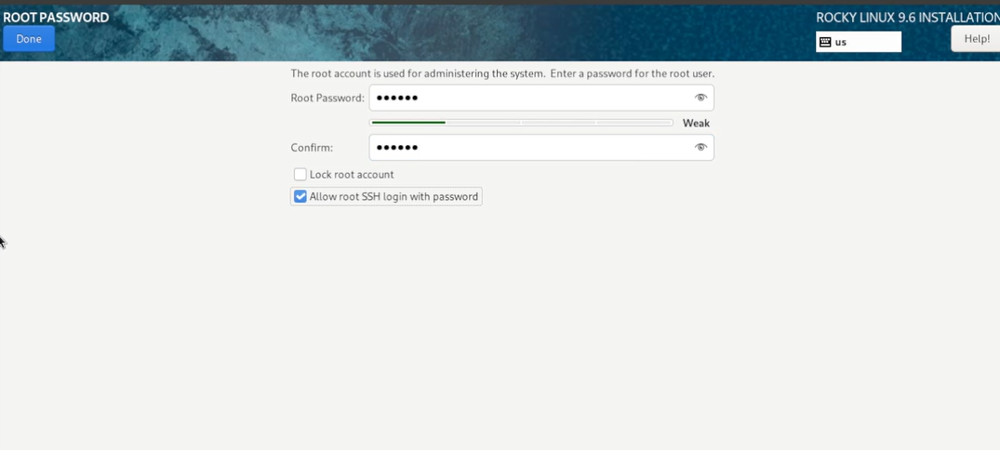 ROOT PASSWORD
ROCKY LINUX 9.6 INSTALLATION
Done
us
Help!
The root account is used for administering the system. Enter a password for the root user.
Root Password: ●●●●●●
Weak
Confirm: ●●●●●●
Lock root account
Allow root SSH login with password